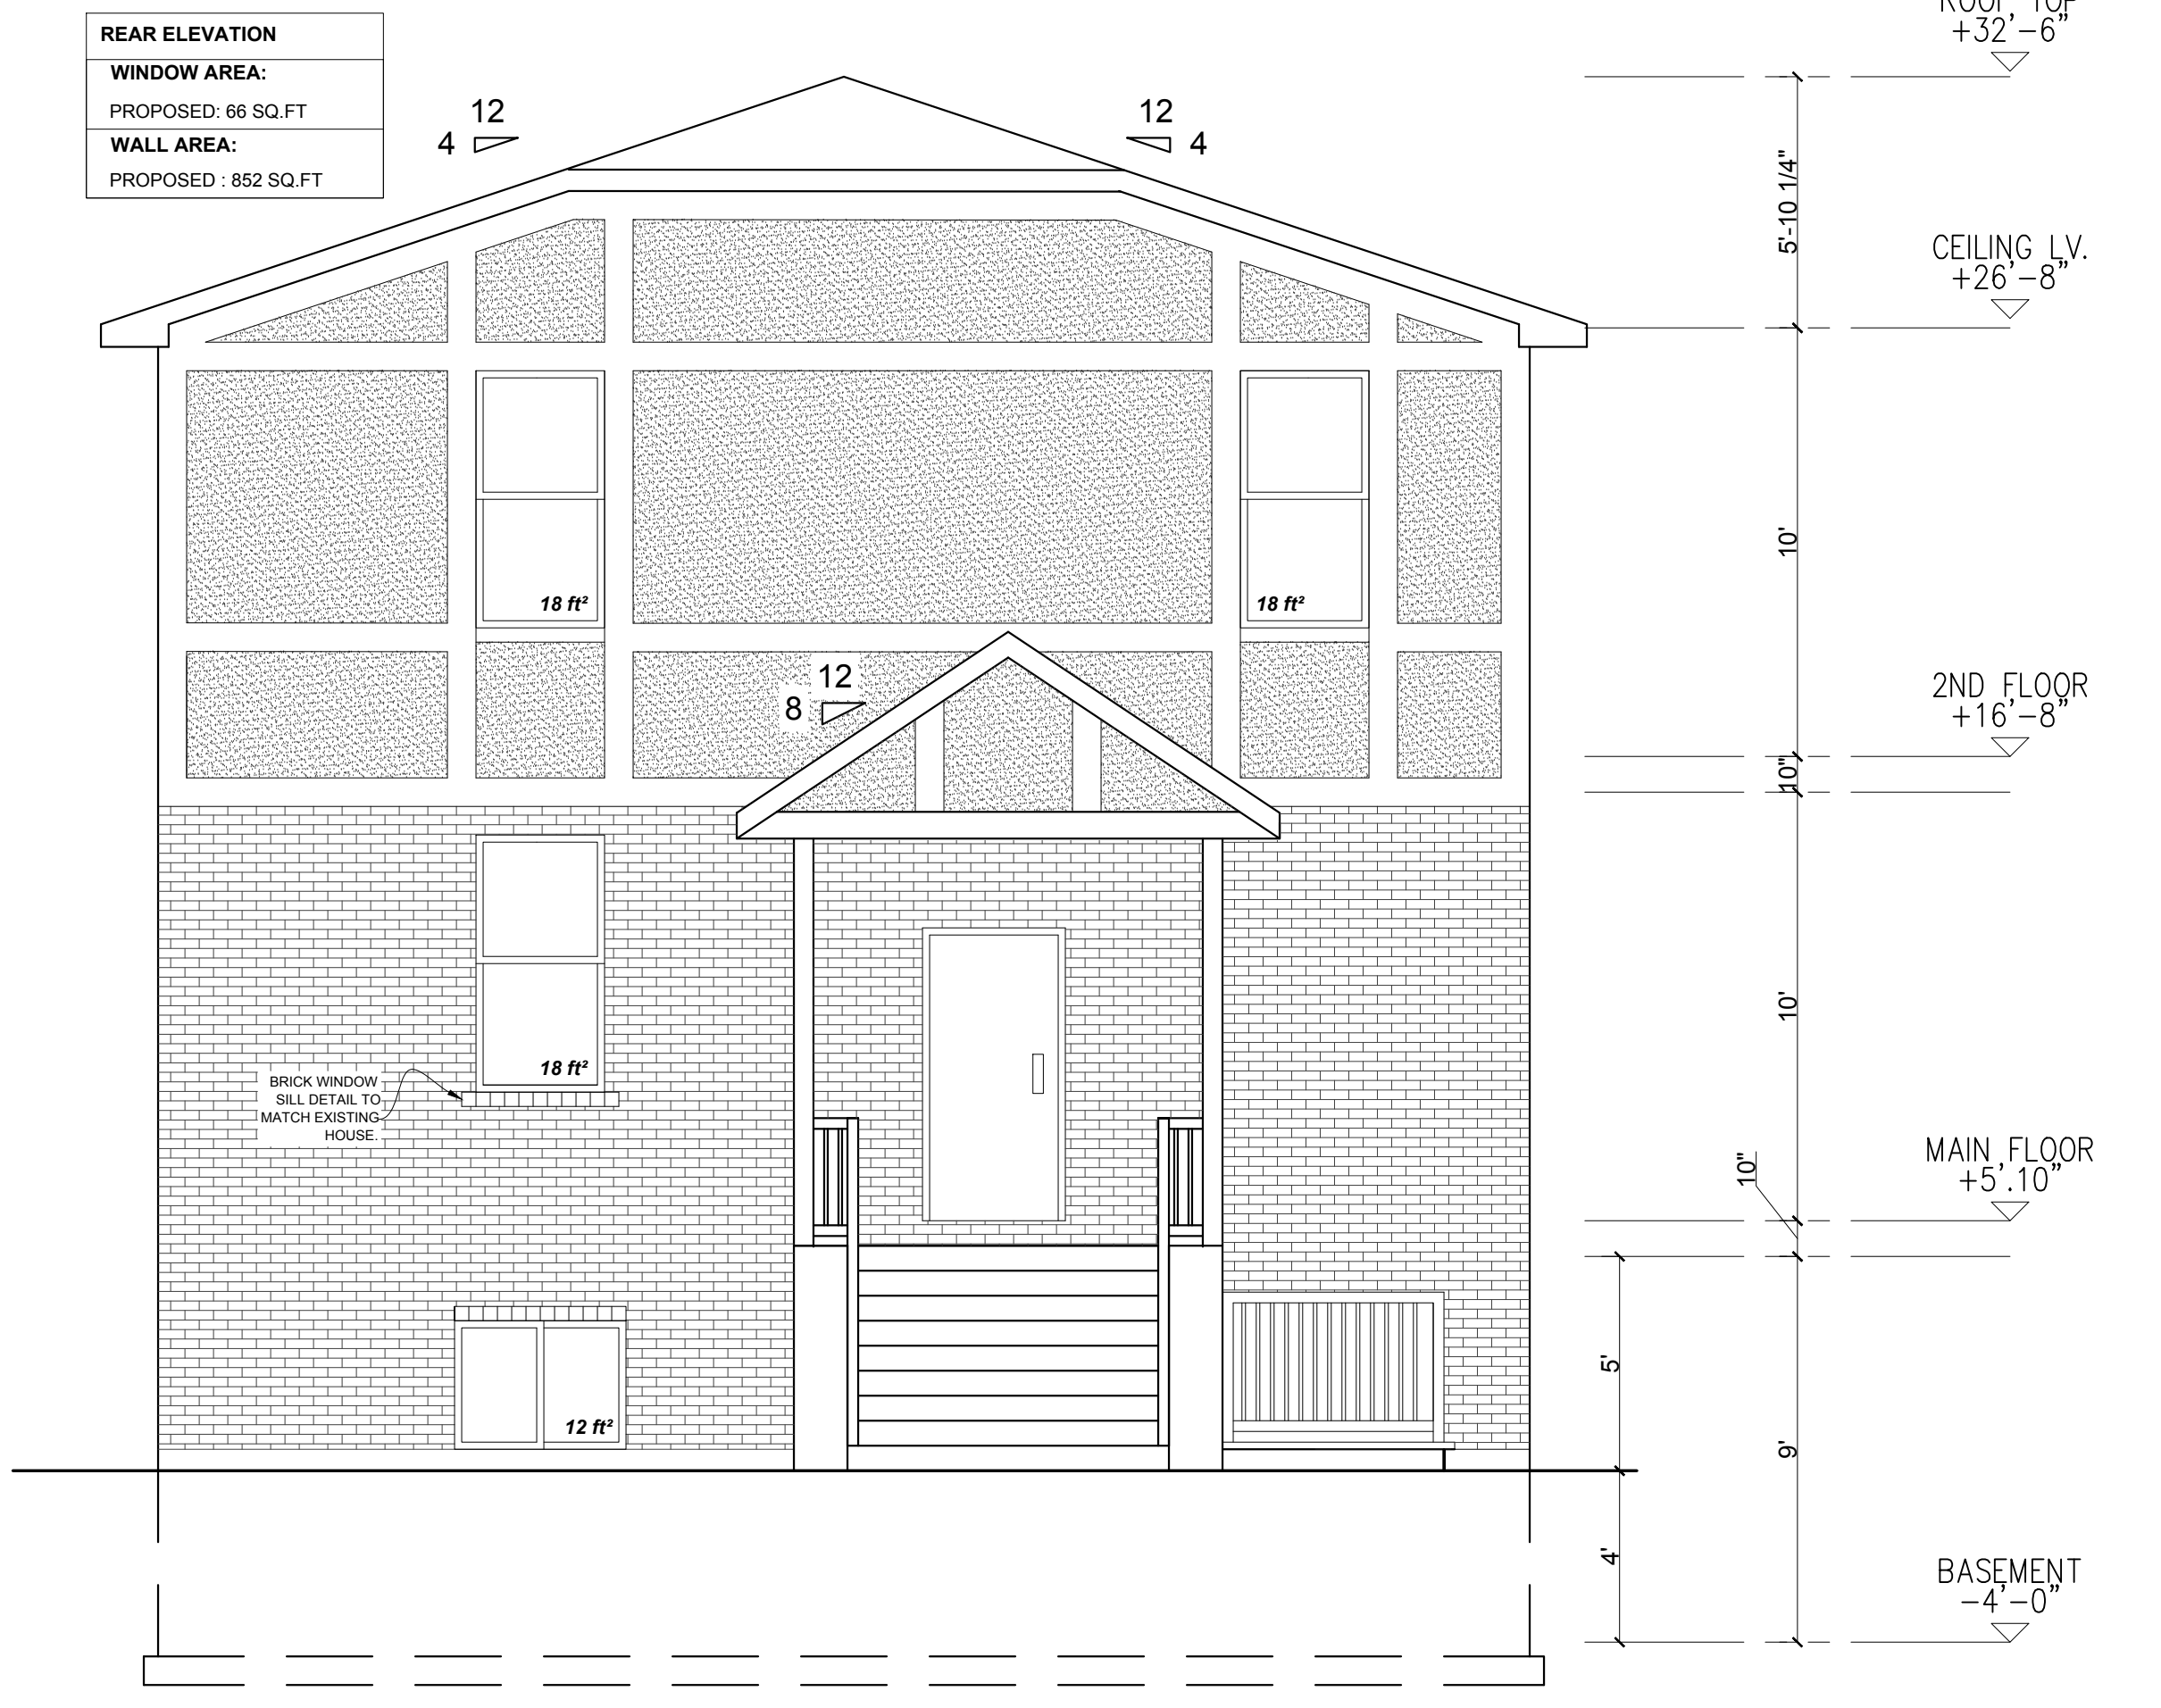 REAR ELEVATION
WINDOW AREA:
PROPOSED: 66 SQ.FT
WALL AREA:
PROPOSED : 852 SQ.FT
ROOF TOP
+32'-6"
12
4
12
4
5'-10 1/4"
CEILING LV.
+26'-8"
10'
18 ft²
18 ft²
12
8
2ND FLOOR
+16'-8"
10"
10'
18 ft²
BRICK WINDOW
SILL DETAIL TO
MATCH EXISTING
HOUSE.
MAIN FLOOR
+5'.10"
10"
5'
12 ft²
9'
4'
BASEMENT
-4'-0"